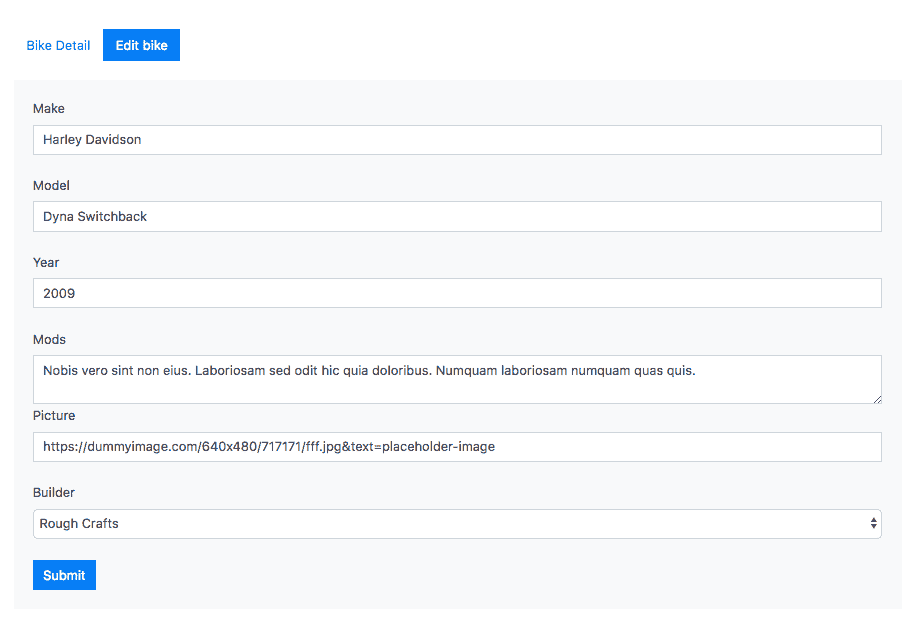 Bike Detail Edit bike
Make
Harley Davidson
Model
Dyna Switchback
Year
2009
Mods
Nobis vero sint non eius. Laboriosam sed odit hic quia doloribus. Numquam laboriosam numquam quas quis.
Picture
https://dummyimage.com/640x480/717171/fff.jpg&text=placeholder-image
Builder
Rough Crafts
Submit